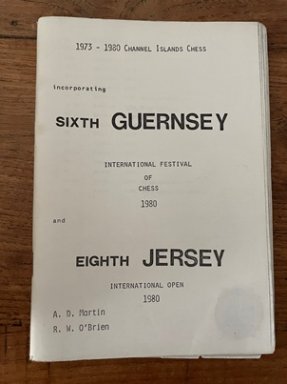 1973 - 1980 CHANNEL ISLANDS CHESS
incorporating
SIXTH GUERNSEY
INTERNATIONAL FESTIVAL
OF
CHESS
1980
and
EIGHTH JERSEY
INTERNATIONAL OPEN
1980
A. D. Martin
R. W. O'Brien